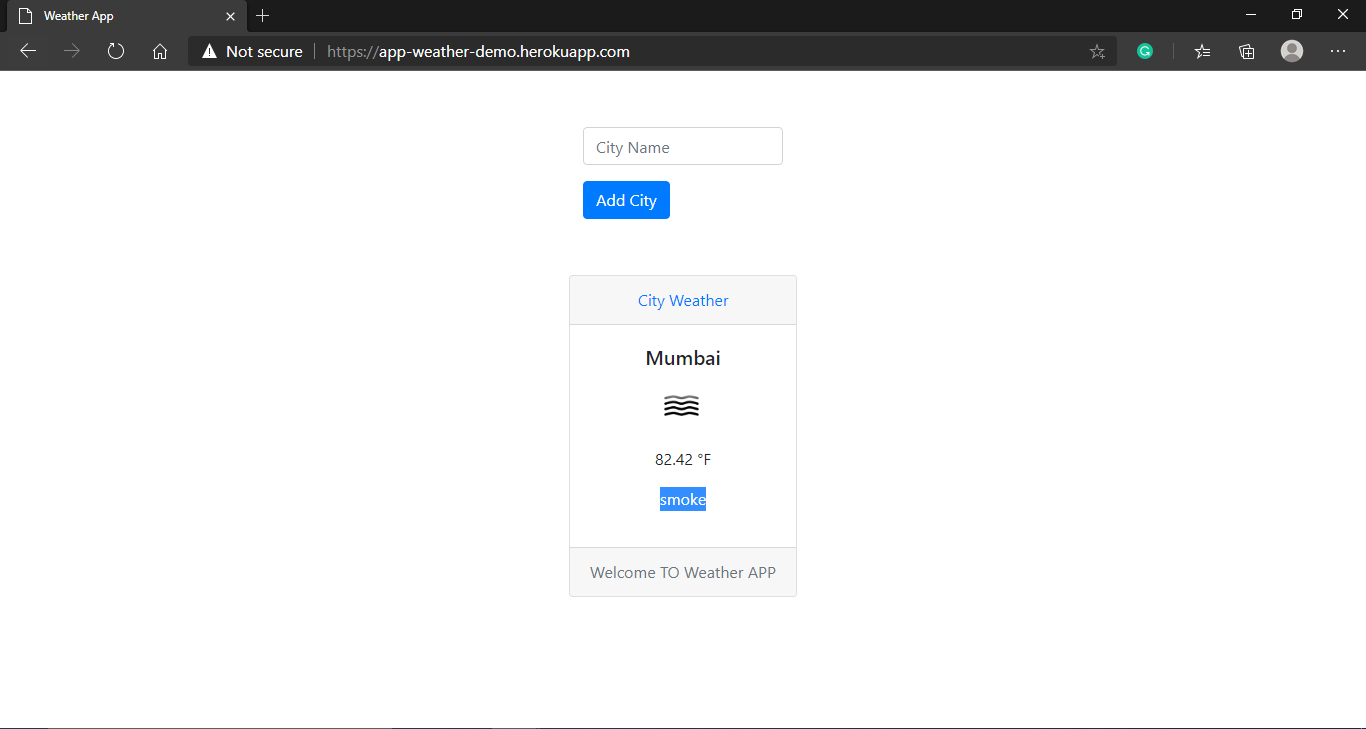 Weather App
Not secure https://app-weather-demo.herokuapp.com
City Name
Add City
City Weather
Mumbai
82.42 °F
smoke
Welcome TO Weather APP